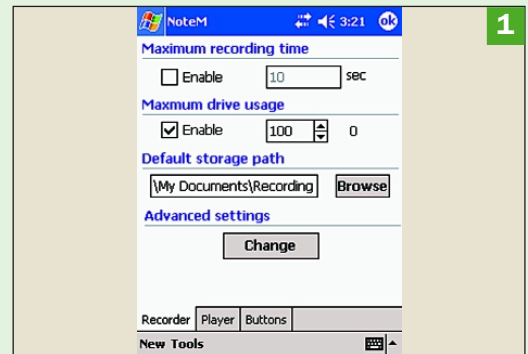 NoteM 3:21 ok
1
Maximum recording time
Enable 10 sec
Maxmum drive usage
Enable 100 0
Default storage path
\My Documents\Recording Browse
Advanced settings
Change
Recorder Player Buttons
New Tools